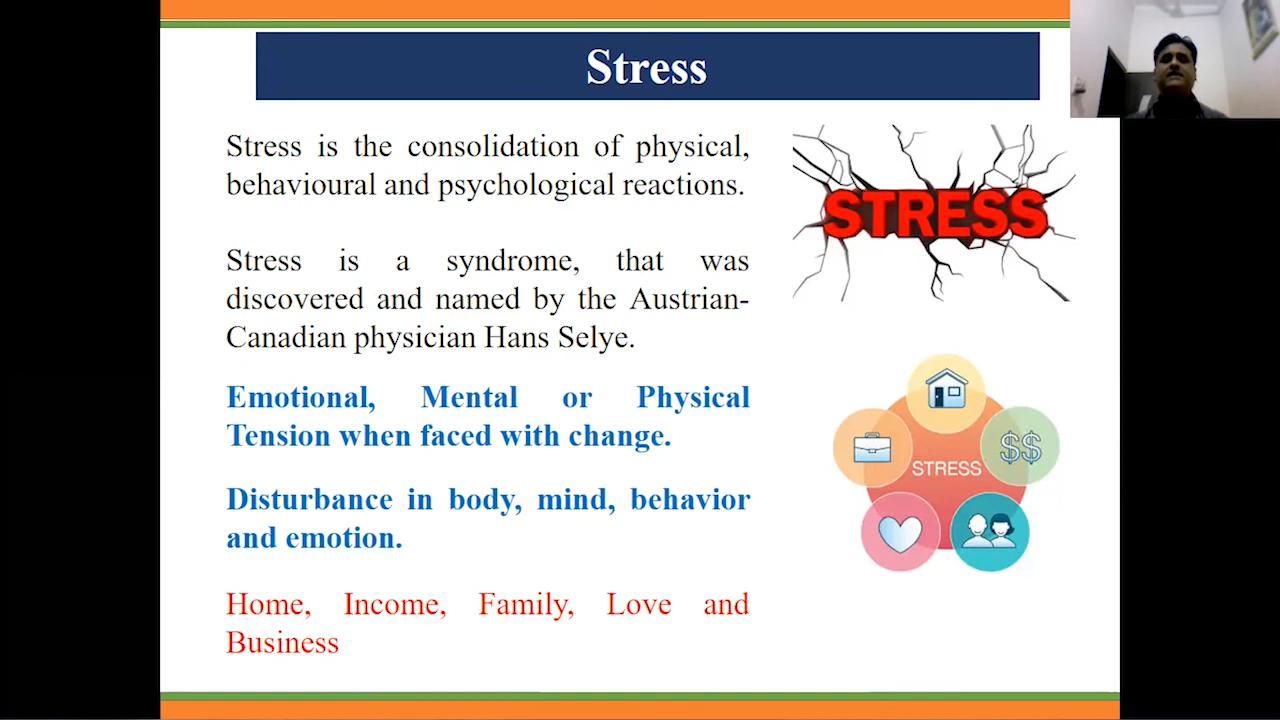 Stress
Stress is the consolidation of physical,
behavioural and psychological reactions.
Stress is a syndrome, that was
discovered and named by the Austrian-
Canadian physician Hans Selye.
Emotional, Mental or Physical
Tension when faced with change.
Disturbance in body, mind, behavior
and emotion.
Home, Income, Family, Love and
Business
STRESS
$$
STRESS